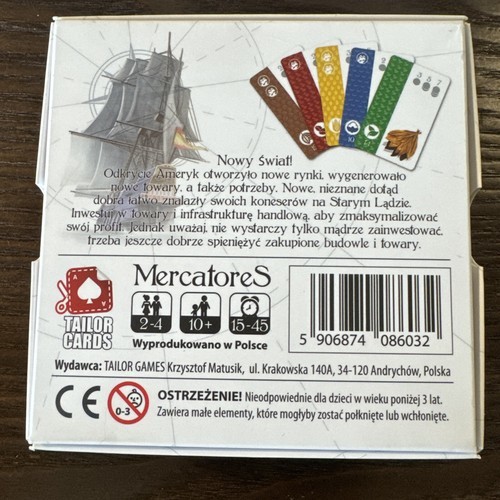 Nowy Świat!
Odkrycie Ameryk otworzyło nowe rynki, wygenerowało
nowe towary, a także potrzeby. Nowe, nieznane dotąd
dobra łatwo znalazły swoich koneserów na Starym Lądzie.
Inwestuj w towary i infrastrukturę handlową, aby zmaksymalizować
swój profit. Jednak uważaj, nie wystarczy tylko mądrze zainwestować,
trzeba jeszcze dobrze spieniężyć zakupione budowle i towary.
MercatoreS
2-4 10+ 15-45
TAILOR
CARDS
Wyprodukowano w Polsce
5 906874 086032
Wydawca: TAILOR GAMES Krzysztof Matusik, ul. Krakowska 140A, 34-120 Andrychów, Polska
CE 0-3 OSTRZEŻENIE! Nieodpowiednie dla dzieci w wieku poniżej 3 lat.
Zawiera małe elementy, które mogłyby zostać połknięte lub wchłonięte.